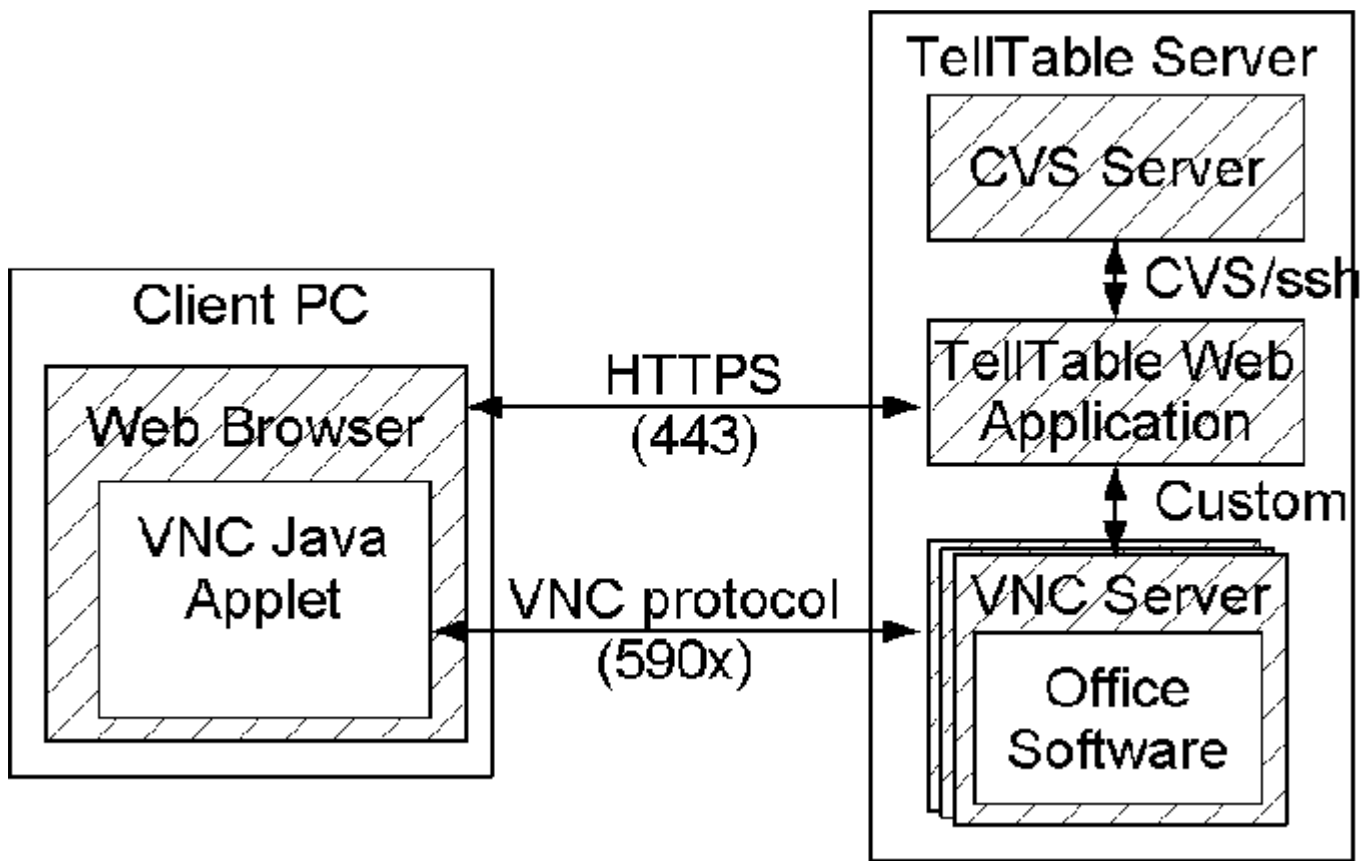 TellTable Server
CVS Server
CVS/ssh
Client PC
HTTPS
(443)
TellTable Web
Application
Web Browser
Custom
VNC Java
Applet
VNC protocol
(590x)
VNC Server
Office
Software